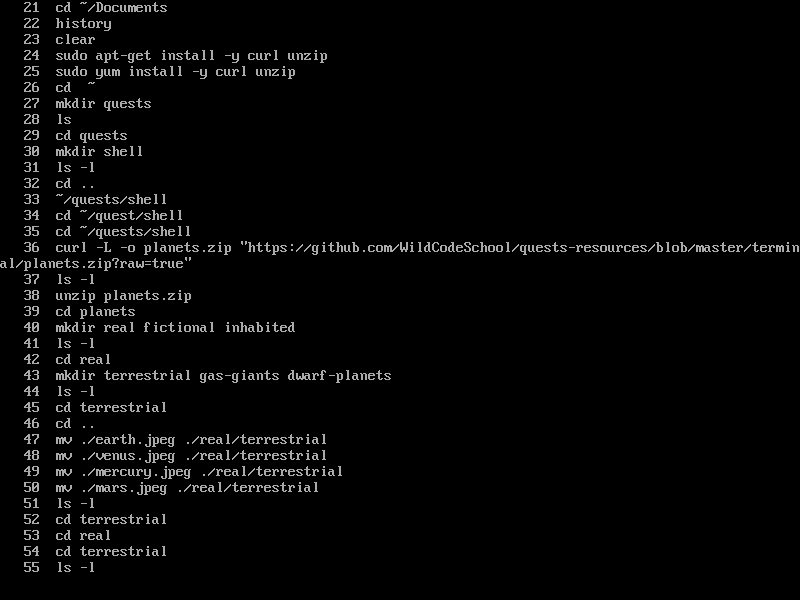 21  cd ~/Documents
22  history
23  clear
24  sudo apt-get install -y curl unzip
25  sudo yum install -y curl unzip
26  cd  ~
27  mkdir quests
28  ls
29  cd quests
30  mkdir shell
31  ls -l
32  cd ..
33  ~/quests/shell
34  cd ~/quest/shell
35  cd ~/quests/shell
36  curl -L -o planets.zip "https://github.com/WildCodeSchool/quests-resources/blob/master/termin
al/planets.zip?raw=true"
37  ls -l
38  unzip planets.zip
39  cd planets
40  mkdir real fictional inhabited
41  ls -l
42  cd real
43  mkdir terrestrial gas-giants dwarf-planets
44  ls -l
45  cd terrestrial
46  cd ..
47  mv ./earth.jpeg ./real/terrestrial
48  mv ./venus.jpeg ./real/terrestrial
49  mv ./mercury.jpeg ./real/terrestrial
50  mv ./mars.jpeg ./real/terrestrial
51  ls -l
52  cd terrestrial
53  cd real
54  cd terrestrial
55  ls -l